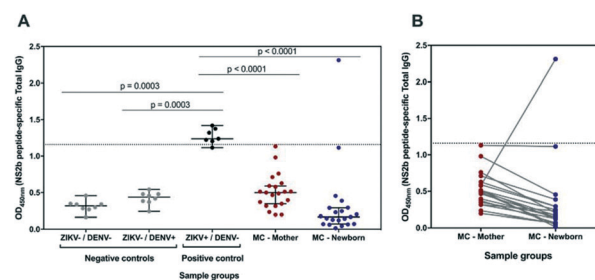 A
OD450nm (NS2b peptide-specific Total IgG)
2.5
2.0
1.5
1.0
0.5
0.0
p < 0.0001
p < 0.0001
p = 0.0003
p = 0.0003
ZIKV- / DENV-
ZIKV- / DENV+
ZIKV+ / DENV-
MC - Mother
MC - Newborn
Negative controls
Positive control
Sample groups
B
OD450nm (NS2b peptide-specific Total IgG)
2.5
2.0
1.5
1.0
0.5
0.0
MC - Mother
MC - Newborn
Sample groups